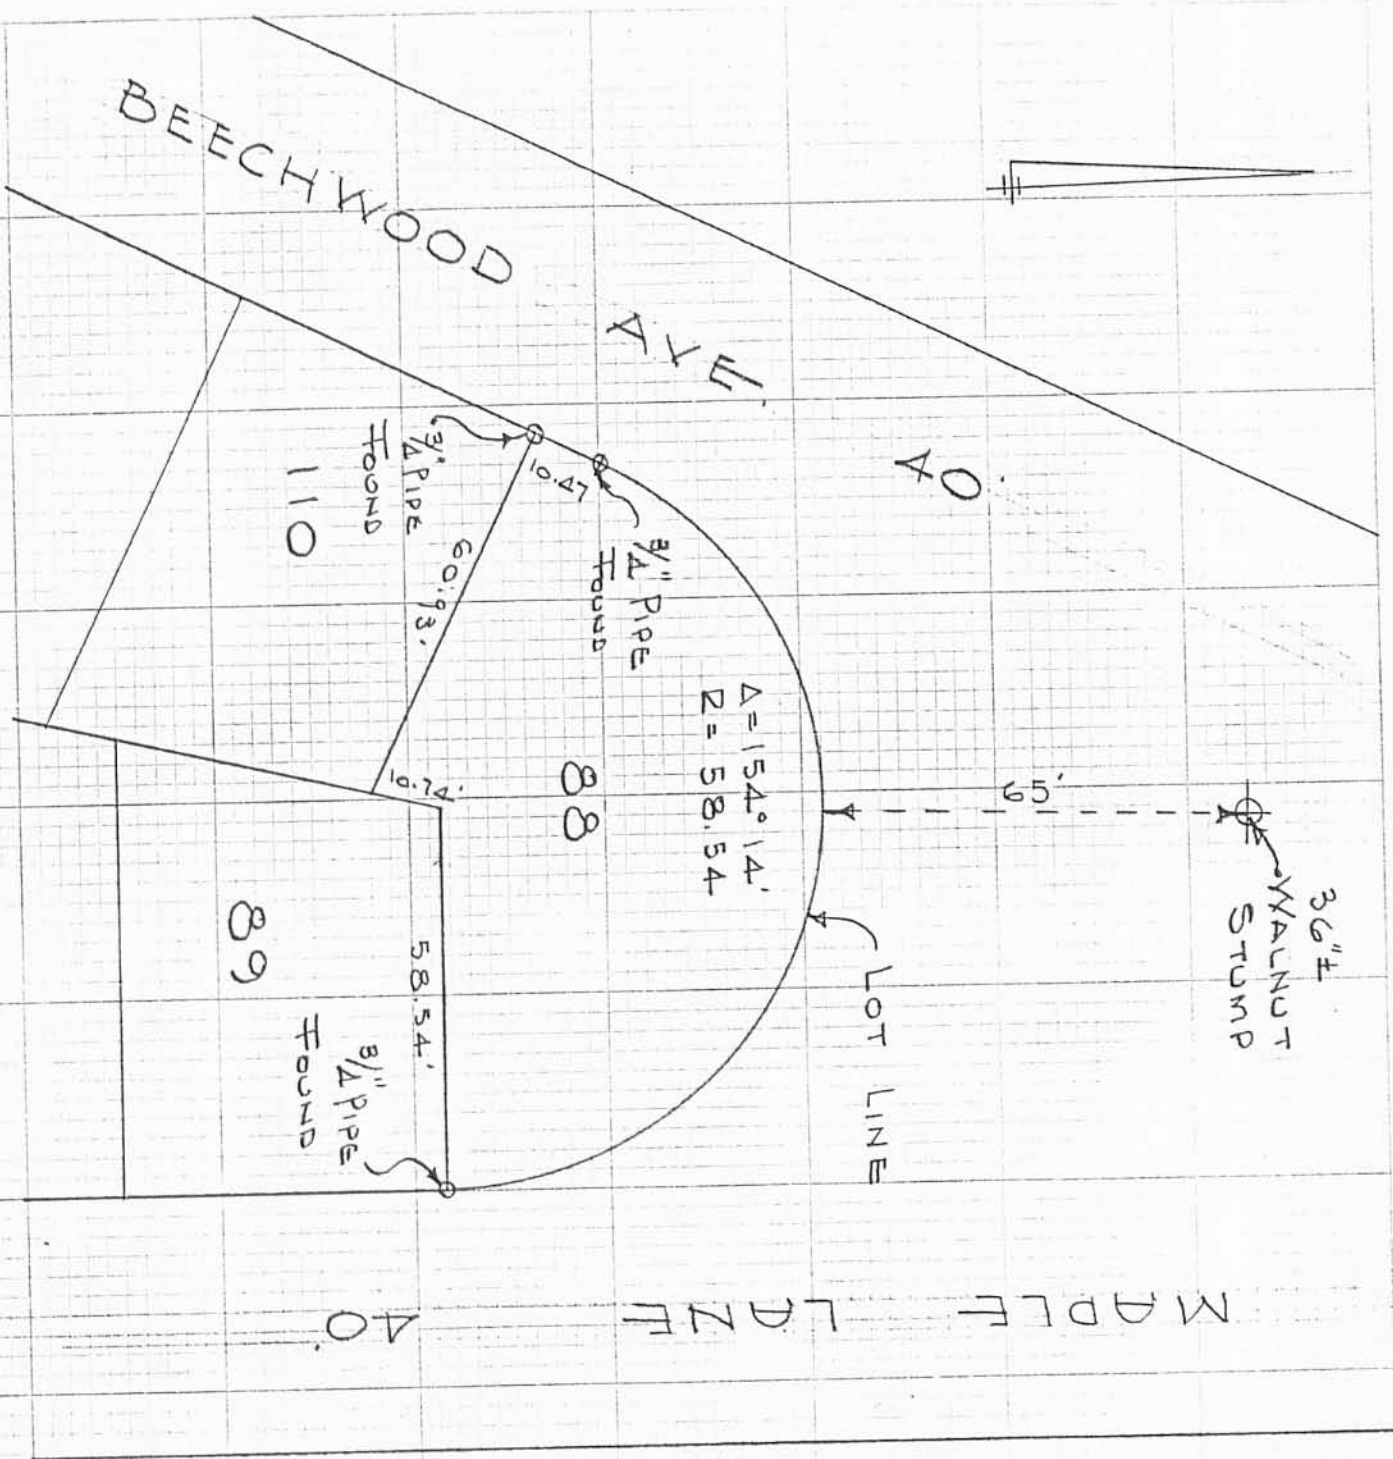 BEECHWOOD AVE.
40'
3/4" PIPE
FOUND
110
10.47
3/4" PIPE
FOUND
60.93'
Δ=154°14'
R=58.54
88
10.74'
65'
36"±
WALNUT
STUMP
LOT LINE
58.54'
89
3/4" PIPE
FOUND
MAPLE LANE 40'